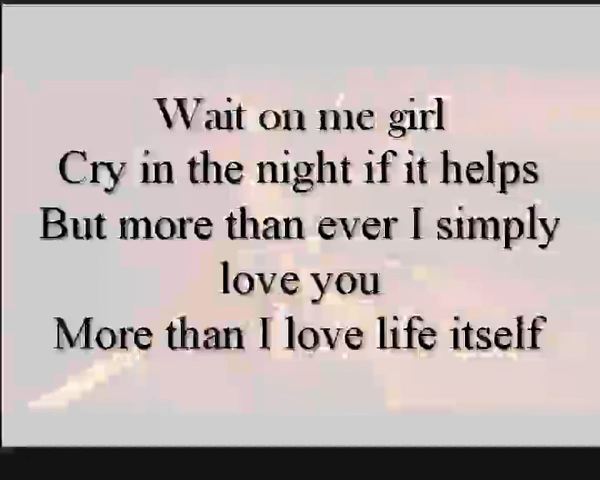 Wait on me girl
Cry in the night if it helps
But more than ever I simply
love you
More than I love life itself